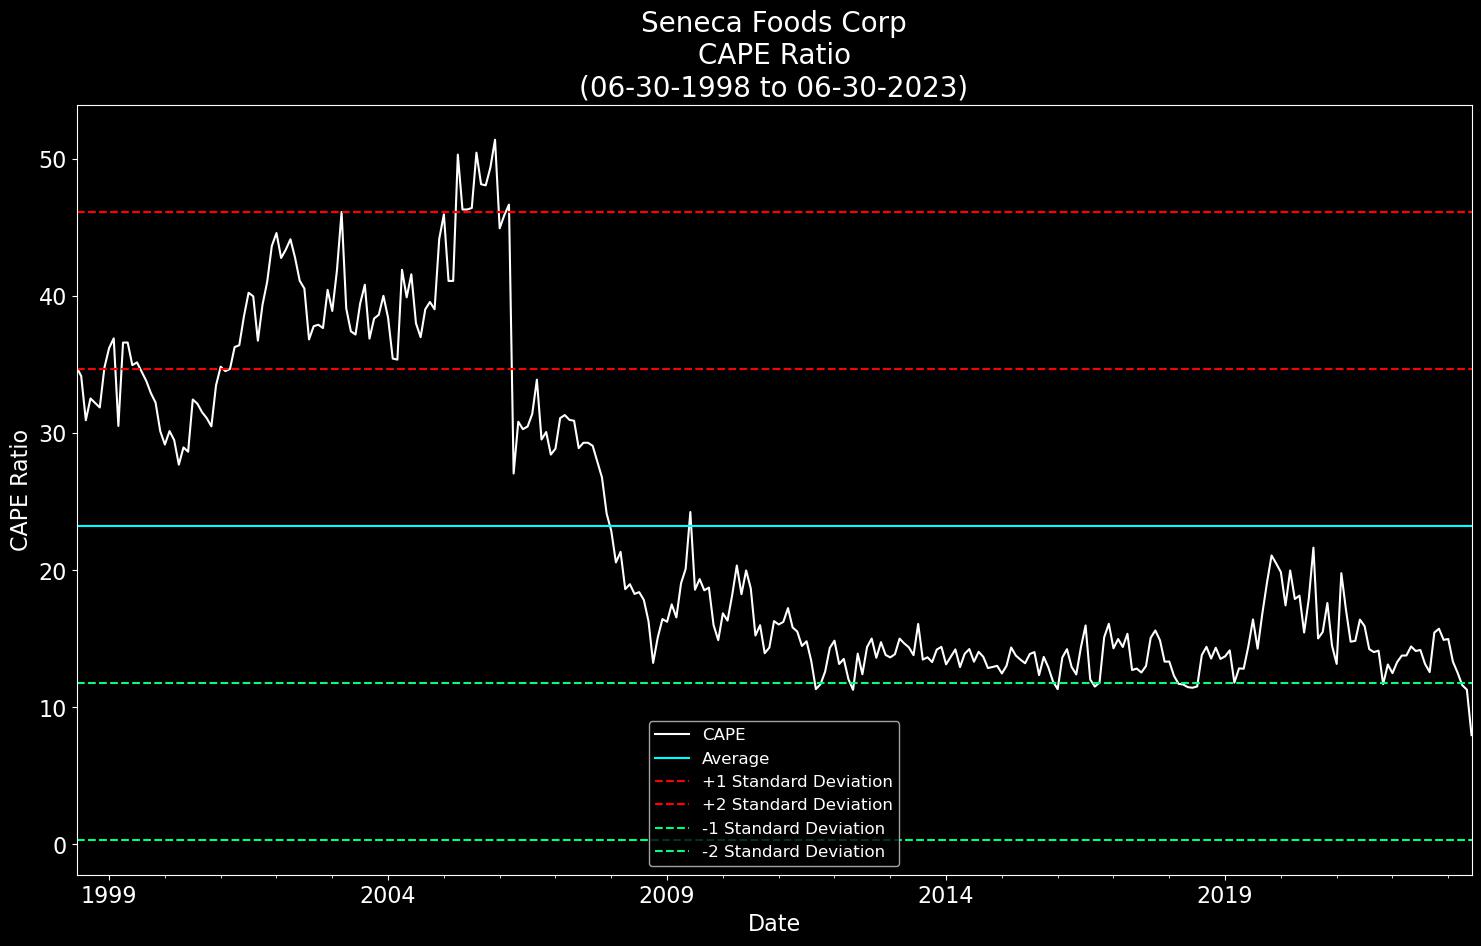 Seneca Foods Corp
CAPE Ratio
(06-30-1998 to 06-30-2023)
CAPE Ratio
50
40
30
20
10
0
CAPE
Average
+1 Standard Deviation
+2 Standard Deviation
-1 Standard Deviation
-2 Standard Deviation
1999 2004 2009 2014 2019
Date